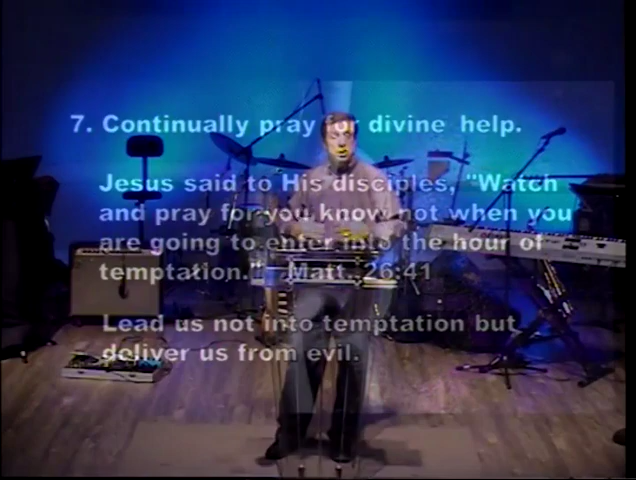 7. Continually pray for divine help.
Jesus said to His disciples, "Watch
and pray for you know not when you
are going to enter into the hour of
temptation." Matt. 26:41
Lead us not into temptation but
deliver us from evil.